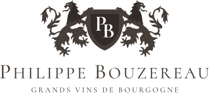 PB
PHILIPPE BOUZEREAU
GRANDS VINS DE BOURGOGNE